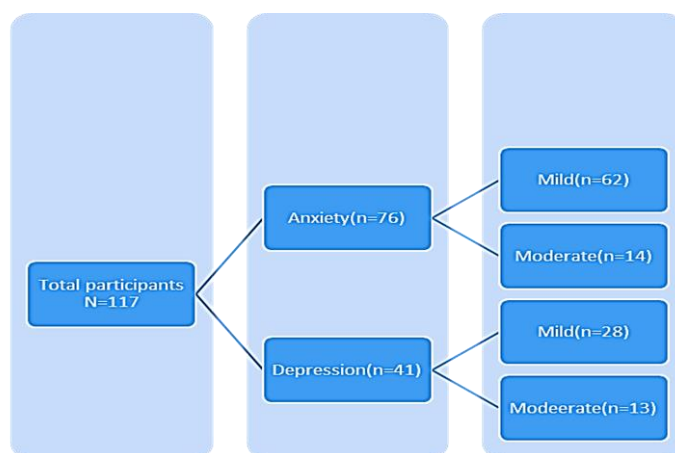 Total participants
N=117
Anxiety(n=76)
Depression(n=41)
Mild(n=62)
Moderate(n=14)
Mild(n=28)
Modeerate(n=13)